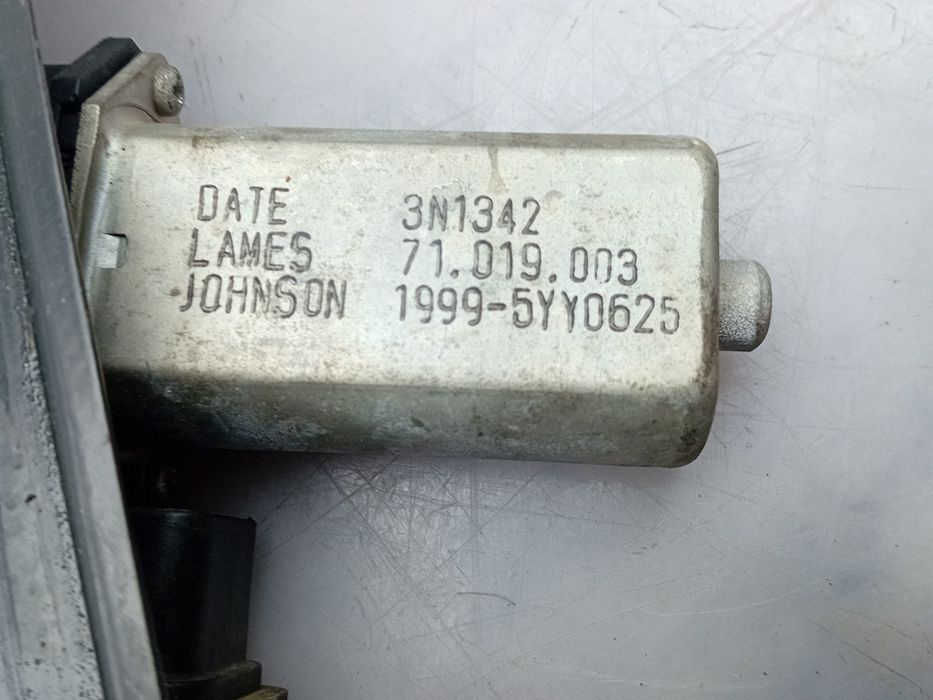 DATE 3N1342
LAMES 71.019.003
JOHNSON 1999-5YY0625